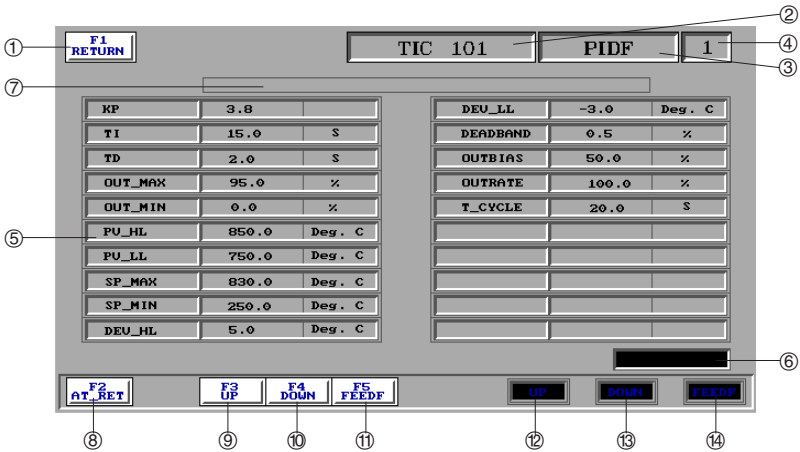 ②
F1
RETURN
①
TIC 101
PIDF
1
④
③
⑦
KP 3.8
TI 15.0 S
TD 2.0 S
OUT_MAX 95.0 %
OUT_MIN 0.0 %
PV_HL 850.0 Deg. C
PV_LL 750.0 Deg. C
SP_MAX 830.0 Deg. C
SP_MIN 250.0 Deg. C
DEV_HL 5.0 Deg. C
DEV_LL -3.0 Deg. C
DEADBAND 0.5 %
OUTBIAS 50.0 %
OUTRATE 100.0 %
T_CYCLE 20.0 S
⑤
⑥
F2
AT_RET
F3
UP
F4
DOWN
F5
FEEDF
UP
DOWN
FEEDF
⑧ ⑨ ⑩ ⑪ ⑫ ⑬ ⑭